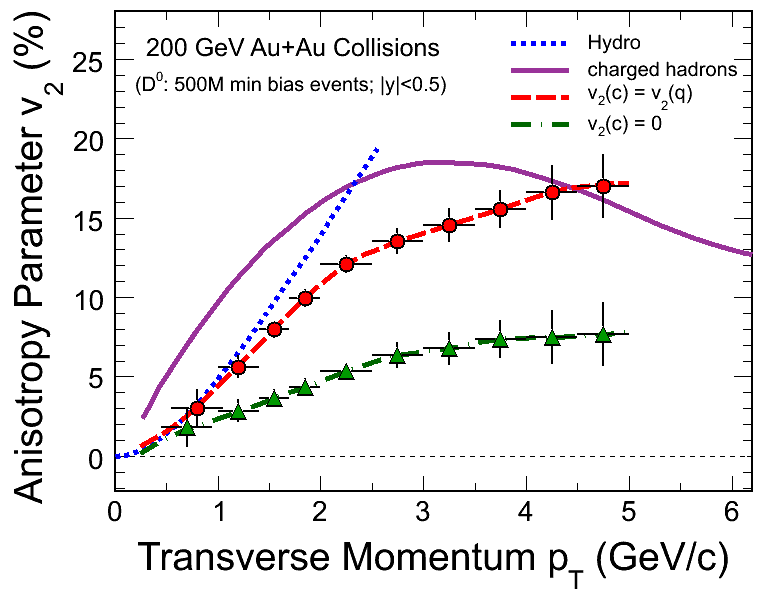 200 GeV Au+Au Collisions
(D⁰: 500M min bias events; |y|<0.5)
Hydro
charged hadrons
v₂(c) = v₂(q)
v₂(c) = 0
Anisotropy Parameter v₂ (%)
25
20
15
10
5
0
0 1 2 3 4 5 6
Transverse Momentum p_T (GeV/c)